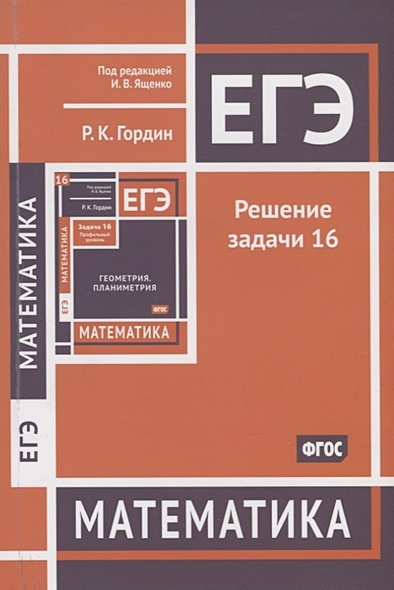 Под редакцией
И. В. Ященко
Р. К. Гордин
ЕГЭ
Решение
задачи 16
16
Под редакцией
И. В. Ященко
Р. К. Гордин
ЕГЭ
Задача 16
Профильный
уровень
ГЕОМЕТРИЯ.
ПЛАНИМЕТРИЯ
ФГОС
ЕГЭ МАТЕМАТИКА
МАТЕМАТИКА
ФГОС
ЕГЭ МАТЕМАТИКА
МАТЕМАТИКА